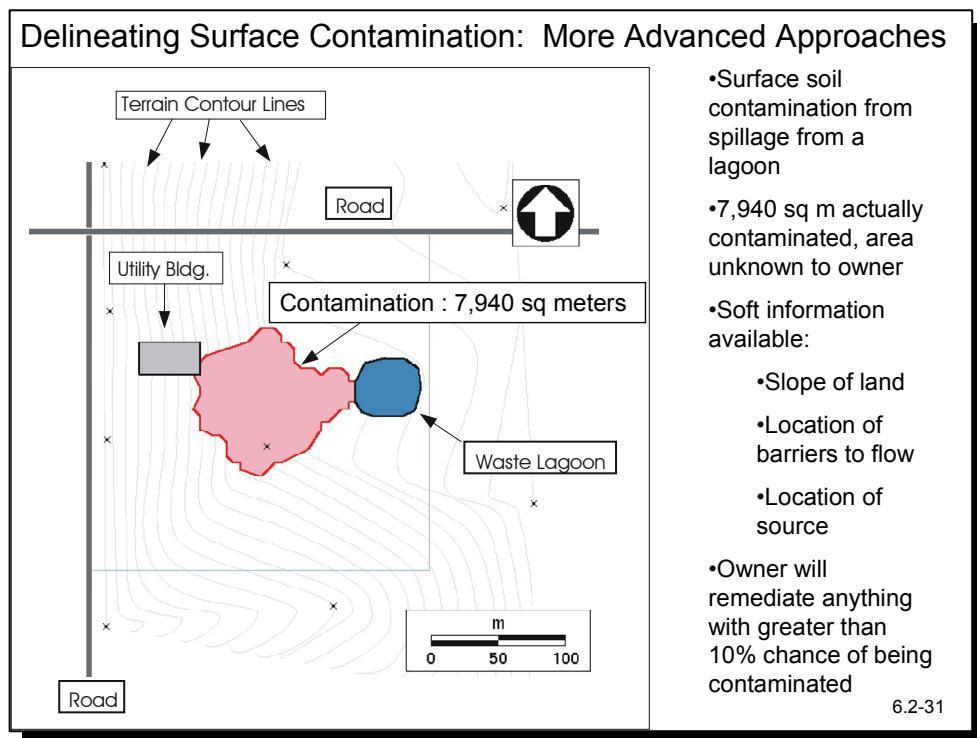 Delineating Surface Contamination: More Advanced Approaches
Terrain Contour Lines
Road
Utility Bldg.
Contamination : 7,940 sq meters
Waste Lagoon
m
0 50 100
Road
•Surface soil
contamination from
spillage from a
lagoon
•7,940 sq m actually
contaminated, area
unknown to owner
•Soft information
available:
•Slope of land
•Location of
barriers to flow
•Location of
source
•Owner will
remediate anything
with greater than
10% chance of being
contaminated
6.2-31